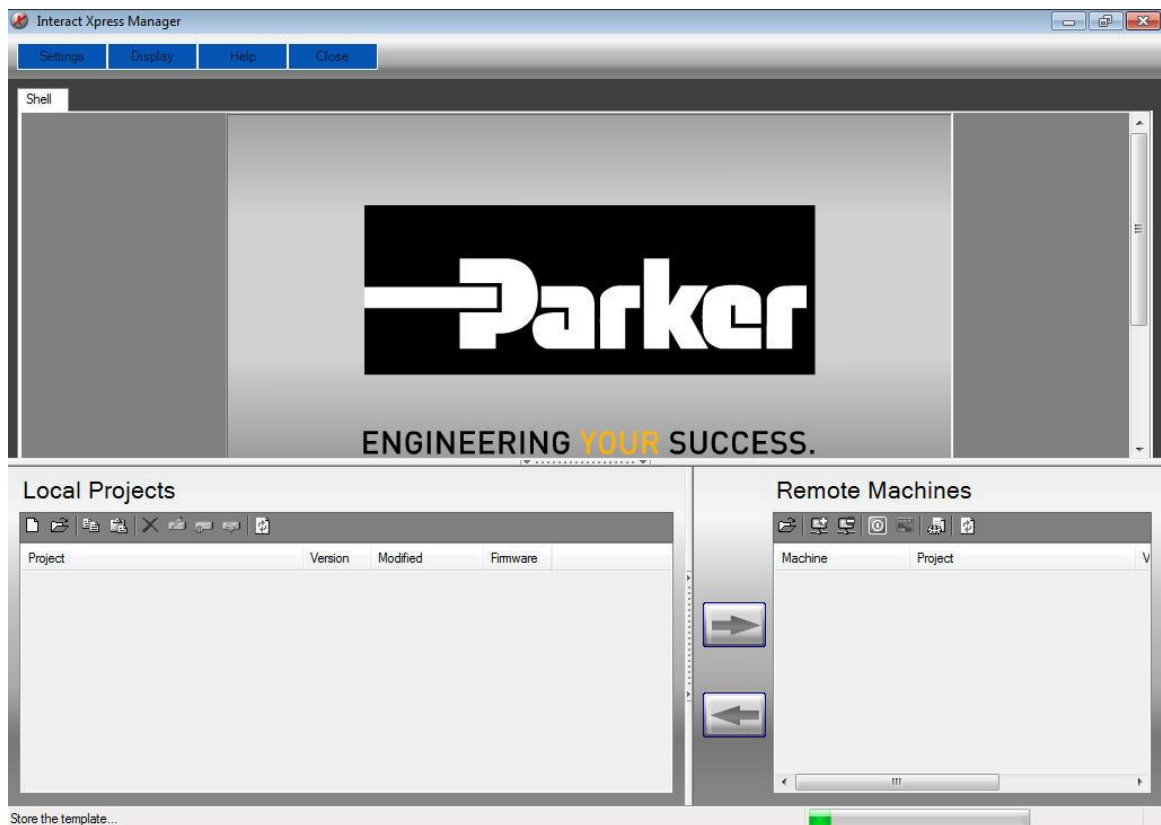 Interact Xpress Manager
Settings Display Help Close
Shell
Parker
ENGINEERING YOUR SUCCESS.
Local Projects
Remote Machines
Project Version Modified Firmware
Machine Project V
Store the template...